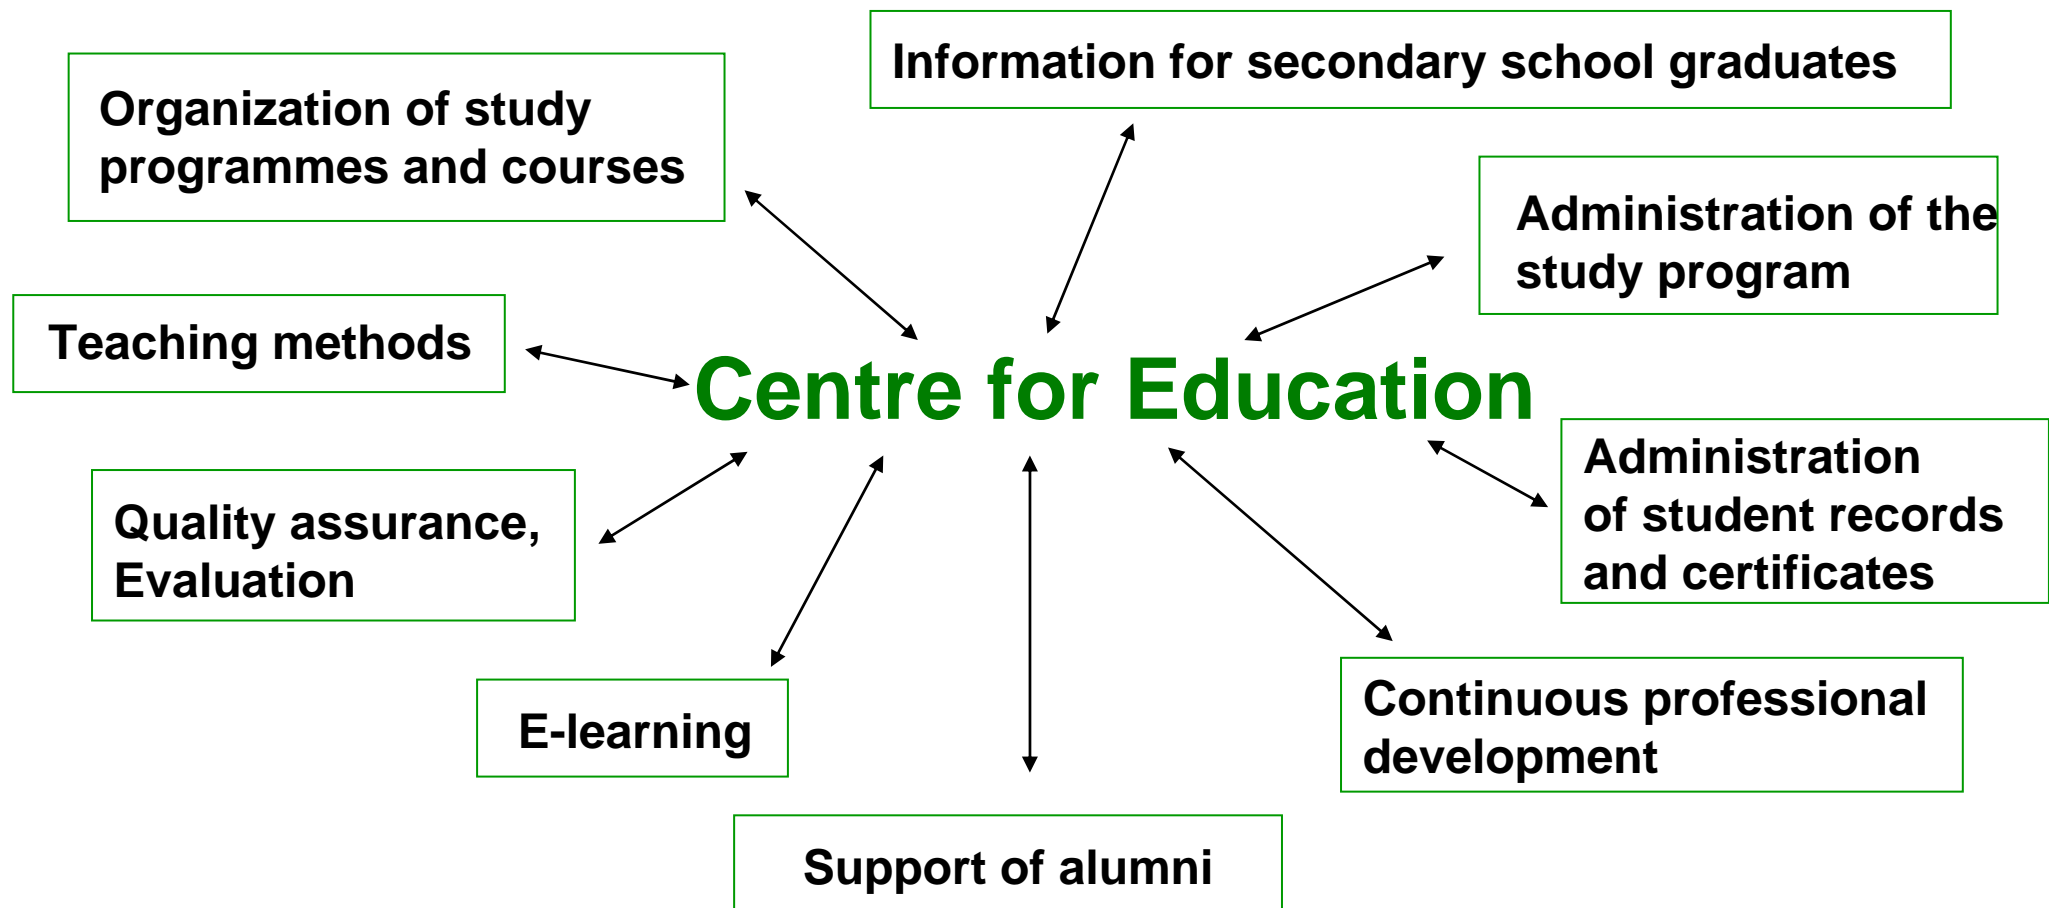 Information for secondary school graduates
Organization of study
programmes and courses
Administration of the
study program
Teaching methods
Centre for Education
Administration
of student records
and certificates
Quality assurance,
Evaluation
Continuous professional
development
E-learning
Support of alumni